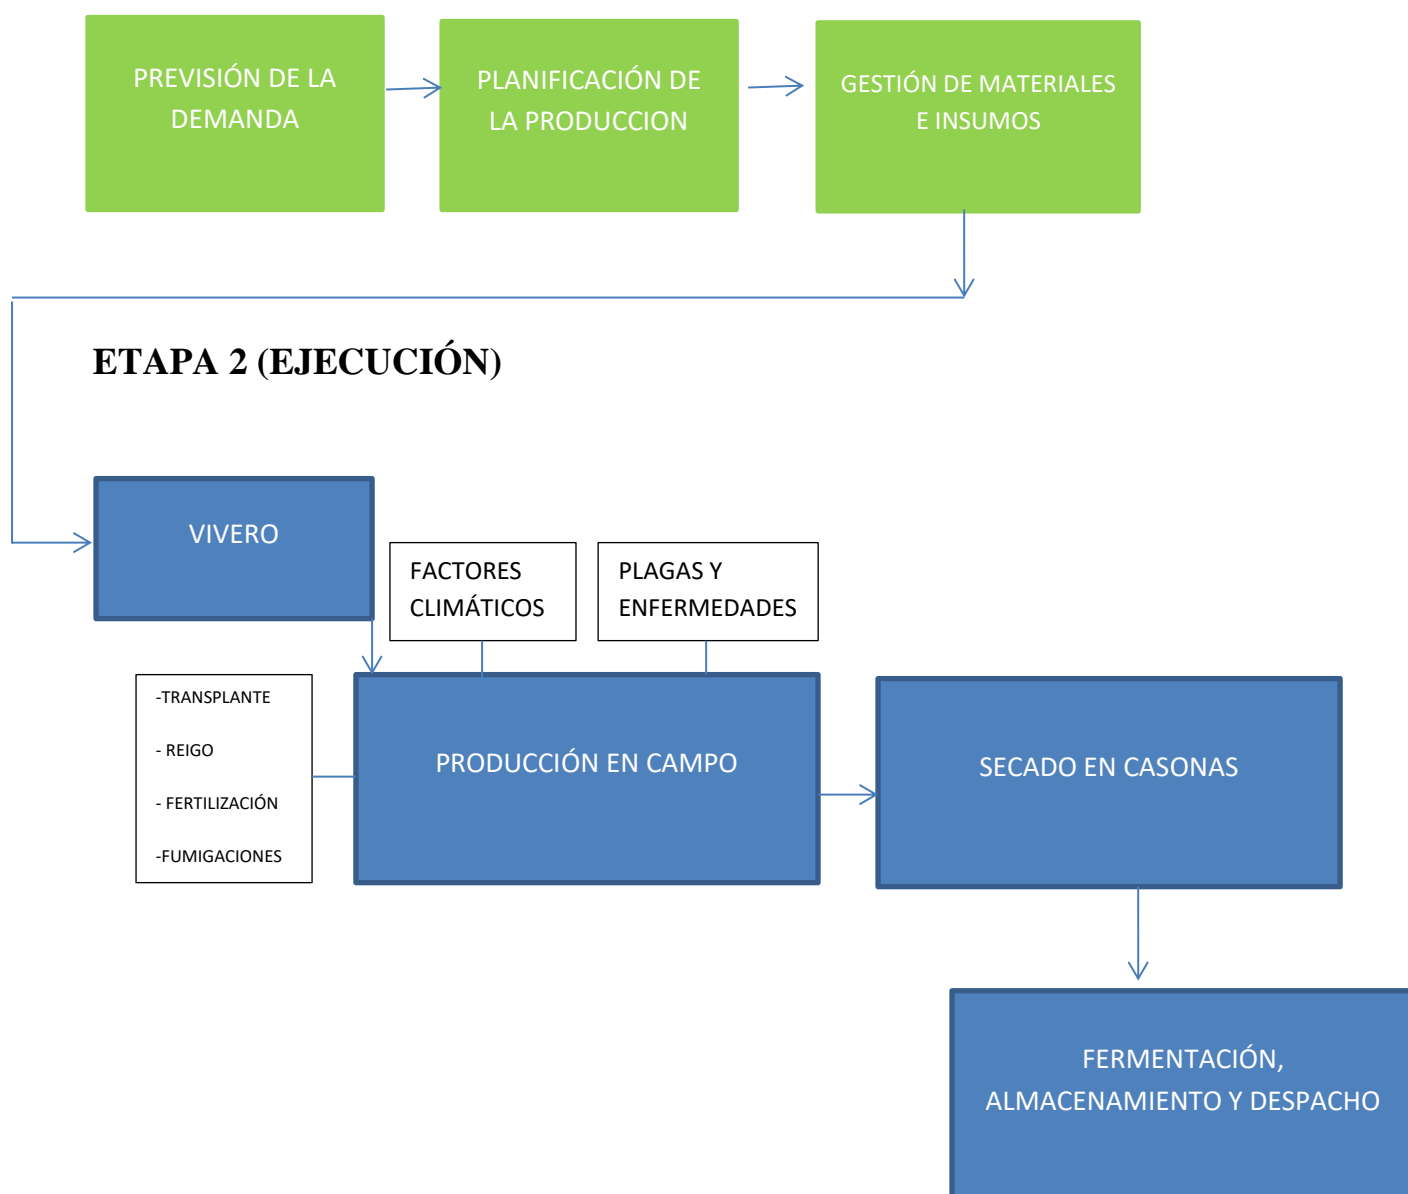 PREVISIÓN DE LA
DEMANDA
PLANIFICACIÓN DE
LA PRODUCCION
GESTIÓN DE MATERIALES
E INSUMOS
ETAPA 2 (EJECUCIÓN)
VIVERO
FACTORES
CLIMÁTICOS
PLAGAS Y
ENFERMEDADES
-TRANSPLANTE
- REIGO
- FERTILIZACIÓN
-FUMIGACIONES
PRODUCCIÓN EN CAMPO
SECADO EN CASONAS
FERMENTACIÓN,
ALMACENAMIENTO Y DESPACHO